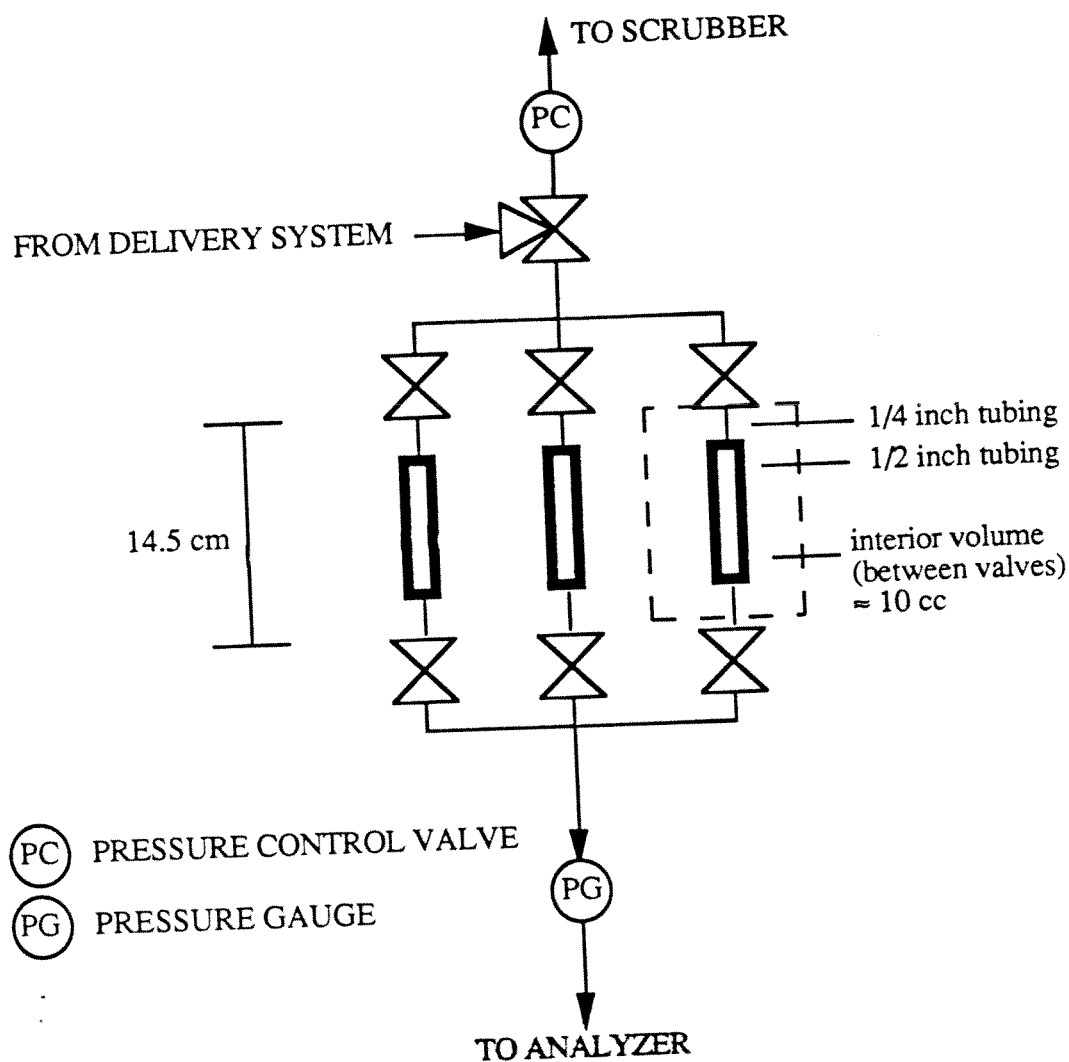 TO SCRUBBER
PC
FROM DELIVERY SYSTEM
1/4 inch tubing
1/2 inch tubing
14.5 cm
interior volume
(between valves)
≈ 10 cc
PC PRESSURE CONTROL VALVE
PG
PG PRESSURE GAUGE
TO ANALYZER